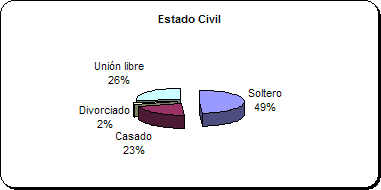 Estado Civil
Unión libre
26%
Soltero
49%
Divorciado
2%
Casado
23%